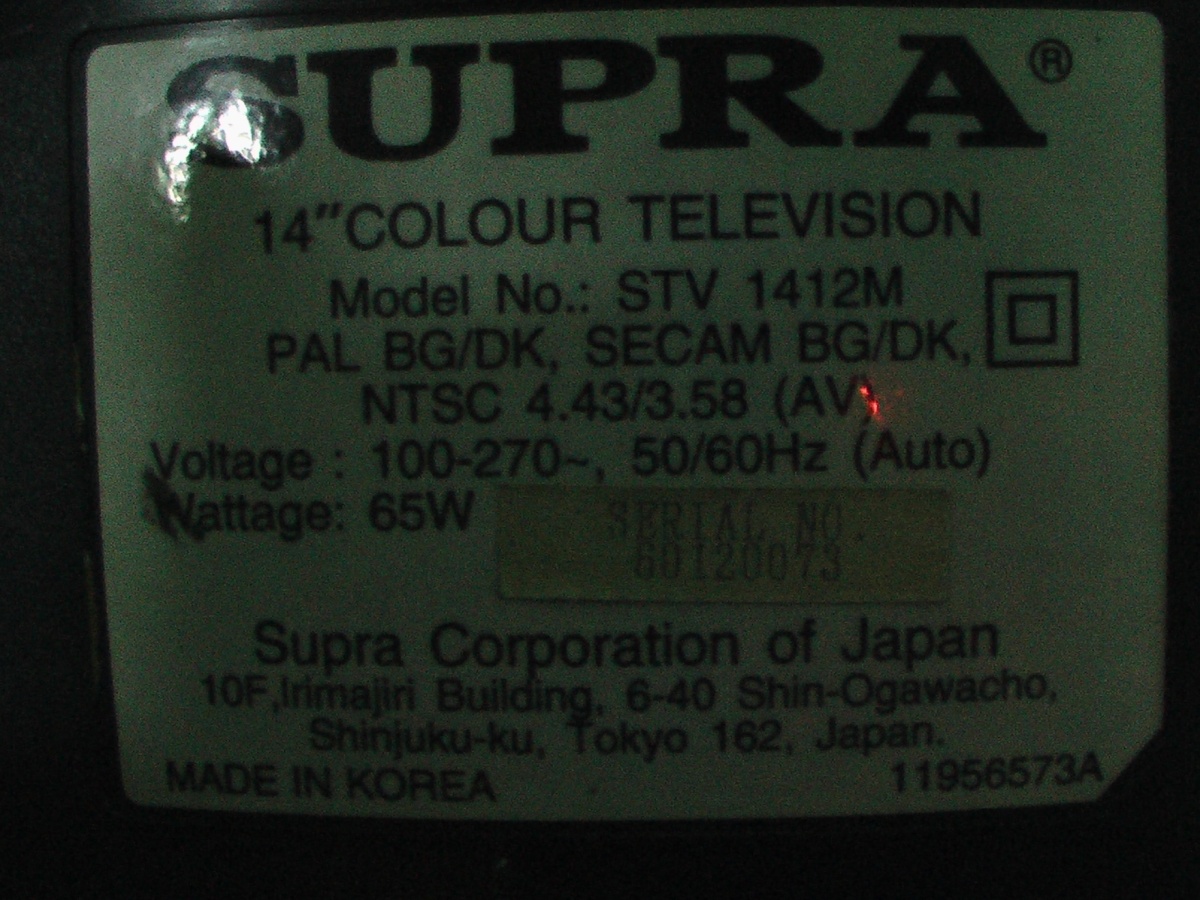 SUPRA®
14"COLOUR TELEVISION
Model No.: STV 1412M
PAL BG/DK, SECAM BG/DK,
NTSC 4.43/3.58 (AV)
Voltage : 100-270~, 50/60Hz (Auto)
Wattage: 65W
SERIAL NO.
60120073
Supra Corporation of Japan
10F,Irimajiri Building, 6-40 Shin-Ogawacho,
Shinjuku-ku, Tokyo 162, Japan.
MADE IN KOREA 11956573A